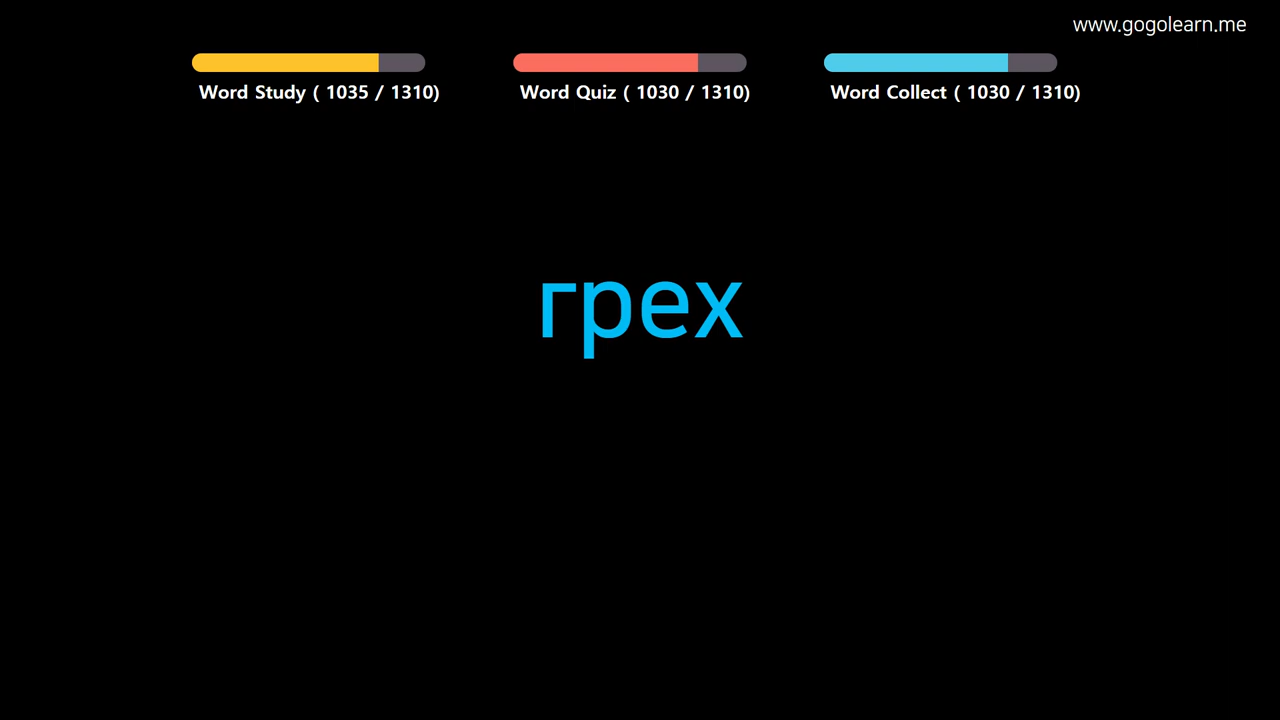 www.gogolearn.me
Word Study ( 1035 / 1310)
Word Quiz ( 1030 / 1310)
Word Collect ( 1030 / 1310)
грех